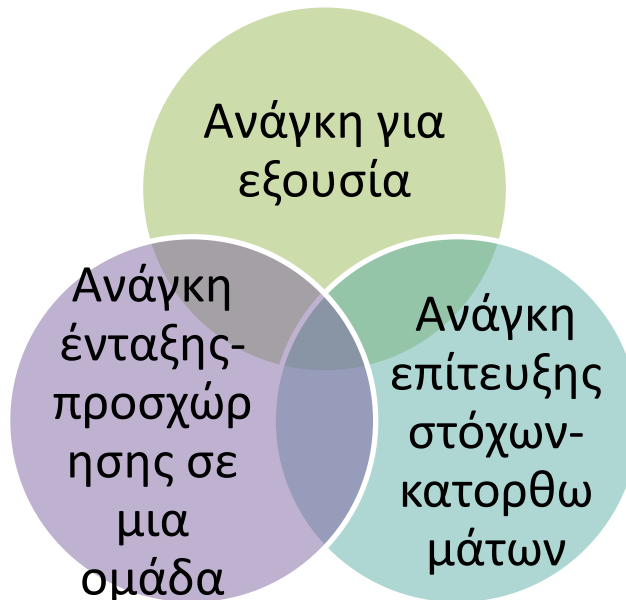 Ανάγκη για
εξουσία
Ανάγκη
ένταξης-
προσχώρ
ησης σε
μια
ομάδα
Ανάγκη
επίτευξης
στόχων-
κατορθω
μάτων